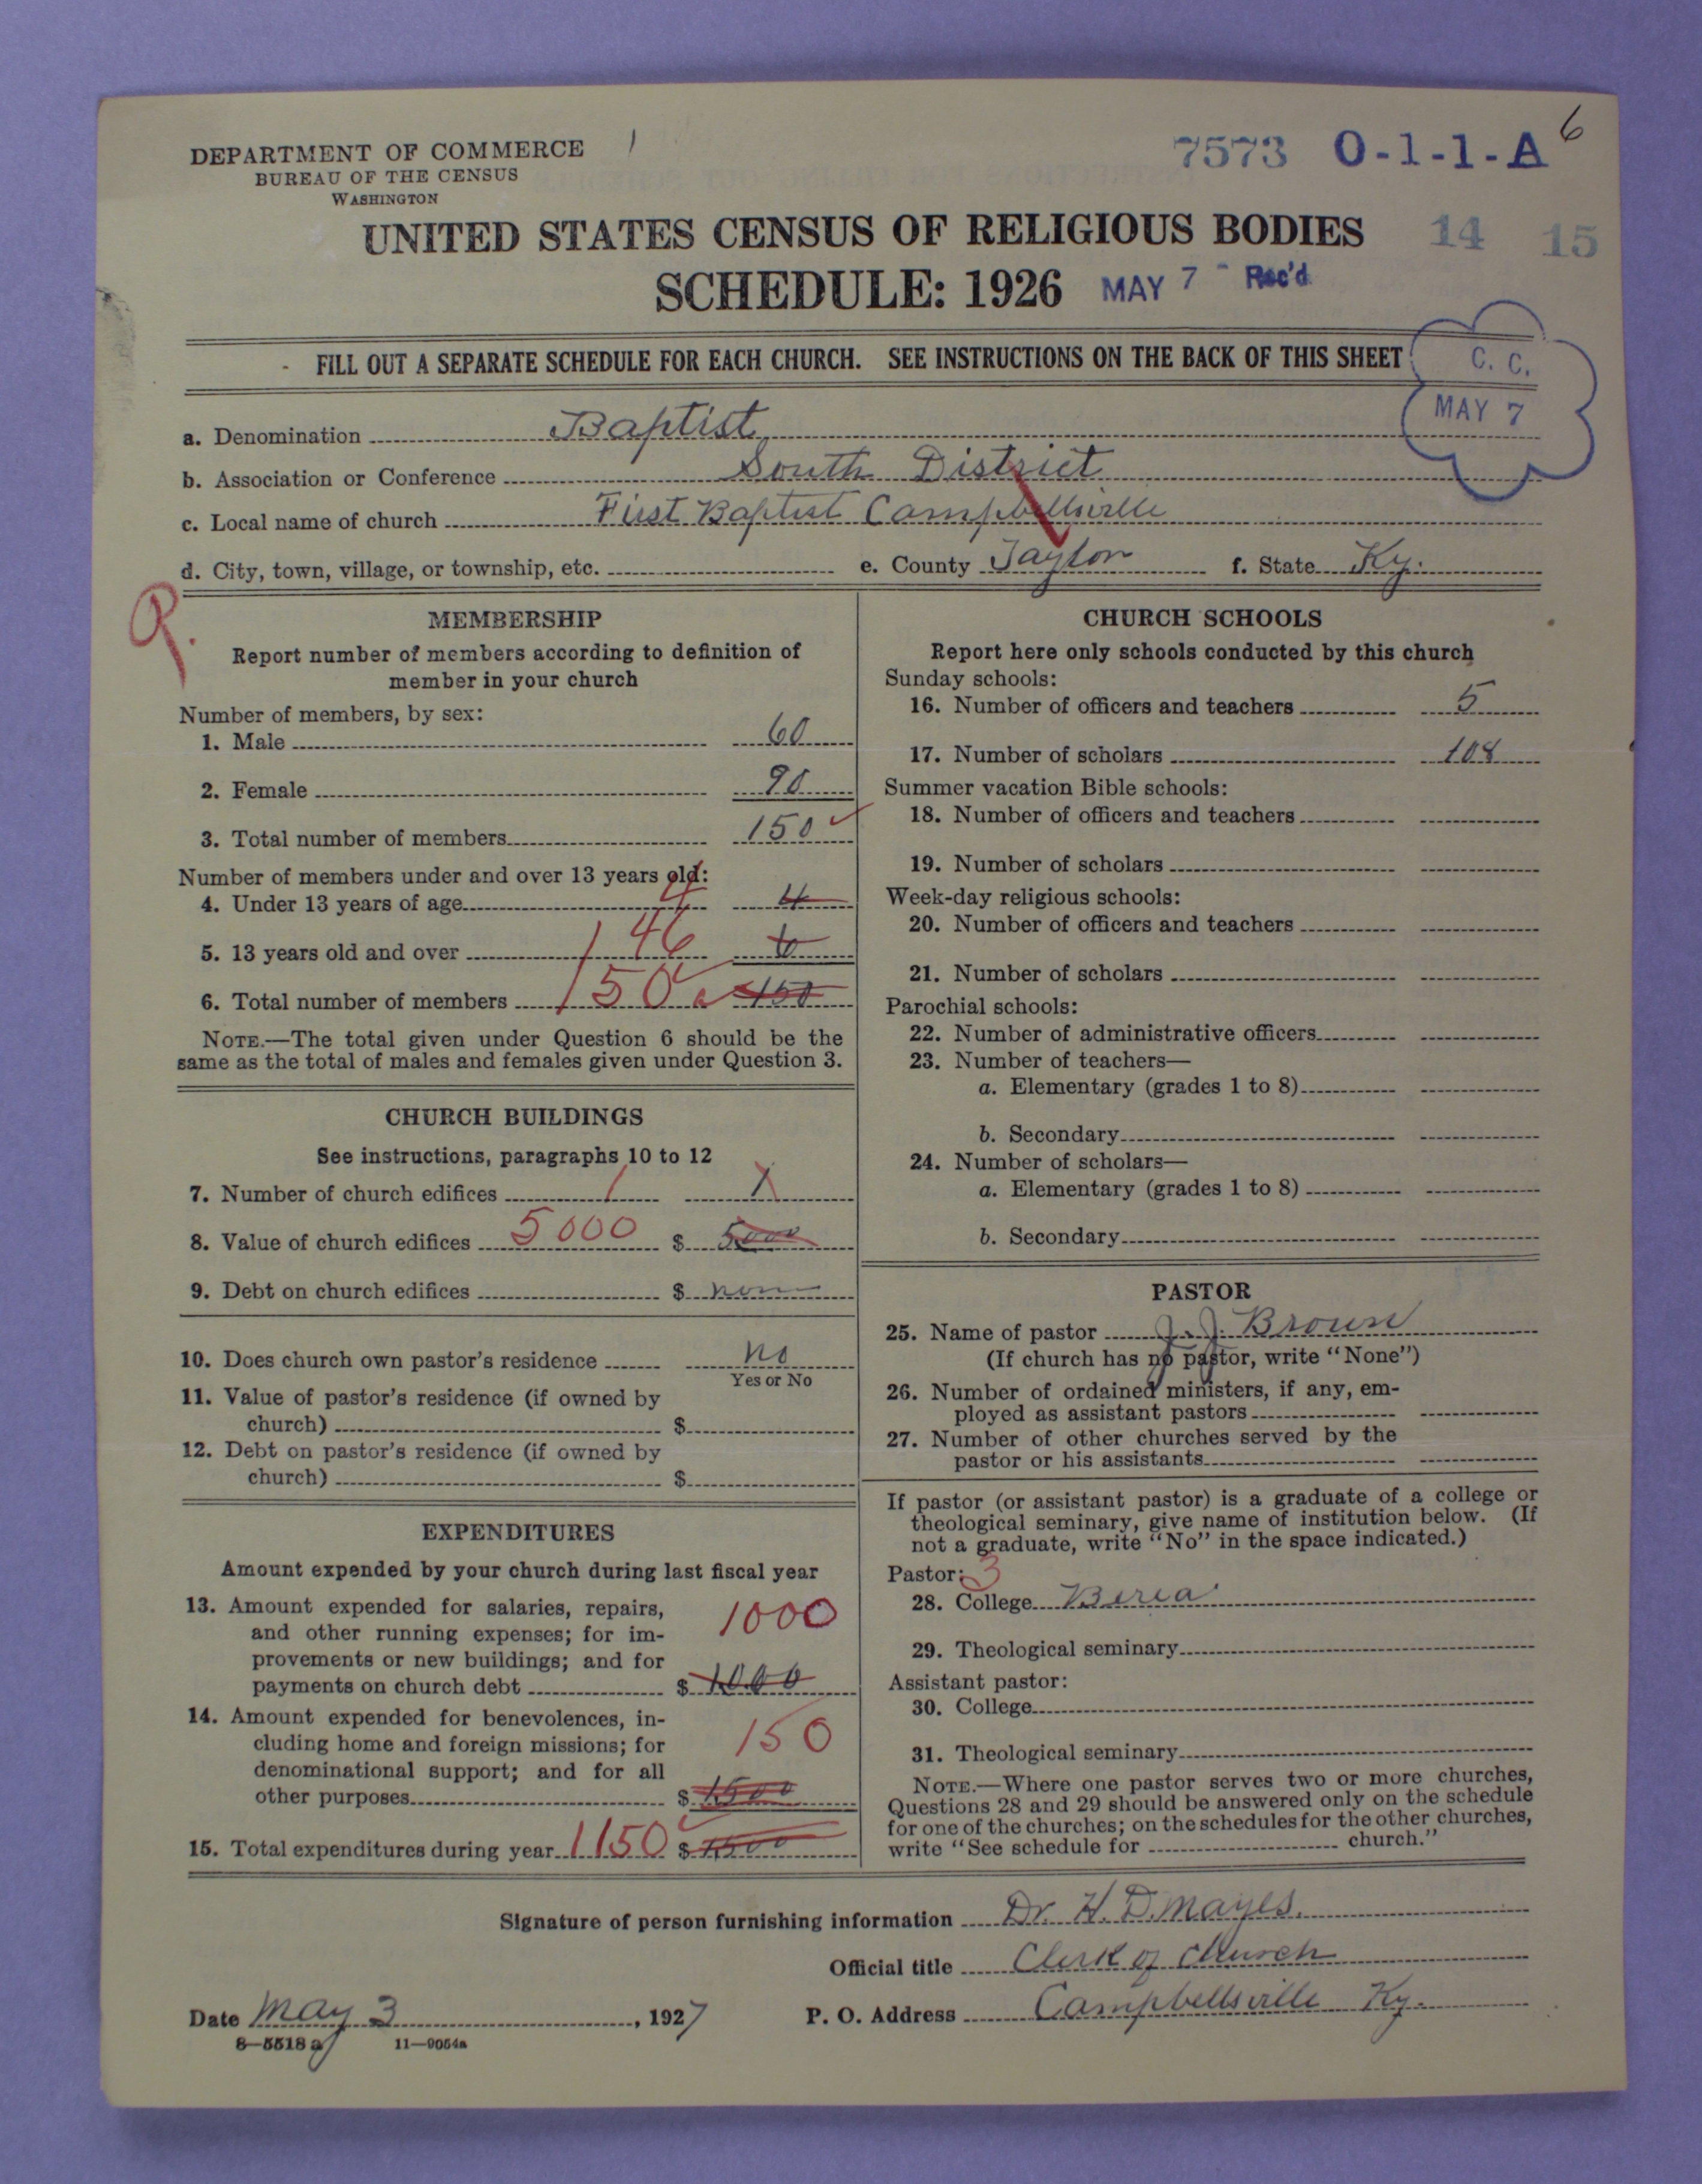 DEPARTMENT OF COMMERCE
BUREAU OF THE CENSUS
WASHINGTON
7573 O-1-1-A 6
UNITED STATES CENSUS OF RELIGIOUS BODIES 14 15
SCHEDULE: 1926 MAY 7 - Rec'd
FILL OUT A SEPARATE SCHEDULE FOR EACH CHURCH. SEE INSTRUCTIONS ON THE BACK OF THIS SHEET
C. C.
MAY 7
a. Denomination Baptist
b. Association or Conference South District
c. Local name of church First Baptist Campbellsville
d. City, town, village, or township, etc. e. County Taylor f. State Ky.
MEMBERSHIP
Report number of members according to definition of
member in your church
Number of members, by sex:
1. Male 60
2. Female 90
3. Total number of members 150
Number of members under and over 13 years old:
4. Under 13 years of age 4 4
5. 13 years old and over 146
6. Total number of members 150 150
NOTE.—The total given under Question 6 should be the
same as the total of males and females given under Question 3.
CHURCH BUILDINGS
See instructions, paragraphs 10 to 12
7. Number of church edifices 1 1
8. Value of church edifices 5000 $ 5000
9. Debt on church edifices $ none
10. Does church own pastor's residence no
Yes or No
11. Value of pastor's residence (if owned by
church) $
12. Debt on pastor's residence (if owned by
church) $
EXPENDITURES
Amount expended by your church during last fiscal year
13. Amount expended for salaries, repairs,
and other running expenses; for im-
provements or new buildings; and for
payments on church debt 1000 $ 1000
14. Amount expended for benevolences, in-
cluding home and foreign missions; for
denominational support; and for all
other purposes 150 $ 1500
15. Total expenditures during year 1150 $
CHURCH SCHOOLS
Report here only schools conducted by this church
Sunday schools:
16. Number of officers and teachers 5
17. Number of scholars 108
Summer vacation Bible schools:
18. Number of officers and teachers
19. Number of scholars
Week-day religious schools:
20. Number of officers and teachers
21. Number of scholars
Parochial schools:
22. Number of administrative officers
23. Number of teachers—
a. Elementary (grades 1 to 8)
b. Secondary
24. Number of scholars—
a. Elementary (grades 1 to 8)
b. Secondary
PASTOR
25. Name of pastor J. J. Brown
(If church has no pastor, write "None")
26. Number of ordained ministers, if any, em-
ployed as assistant pastors
27. Number of other churches served by the
pastor or his assistants
If pastor (or assistant pastor) is a graduate of a college or
theological seminary, give name of institution below. (If
not a graduate, write "No" in the space indicated.)
Pastor: 3
28. College Berea
29. Theological seminary
Assistant pastor:
30. College
31. Theological seminary
NOTE.—Where one pastor serves two or more churches,
Questions 28 and 29 should be answered only on the schedule
for one of the churches; on the schedules for the other churches,
write "See schedule for church."
Signature of person furnishing information Dr. H. D. Mayes.
Official title Clerk of Church
Date May 3, 1927 P. O. Address Campbellsville Ky.
8—5518 a 11—9054a